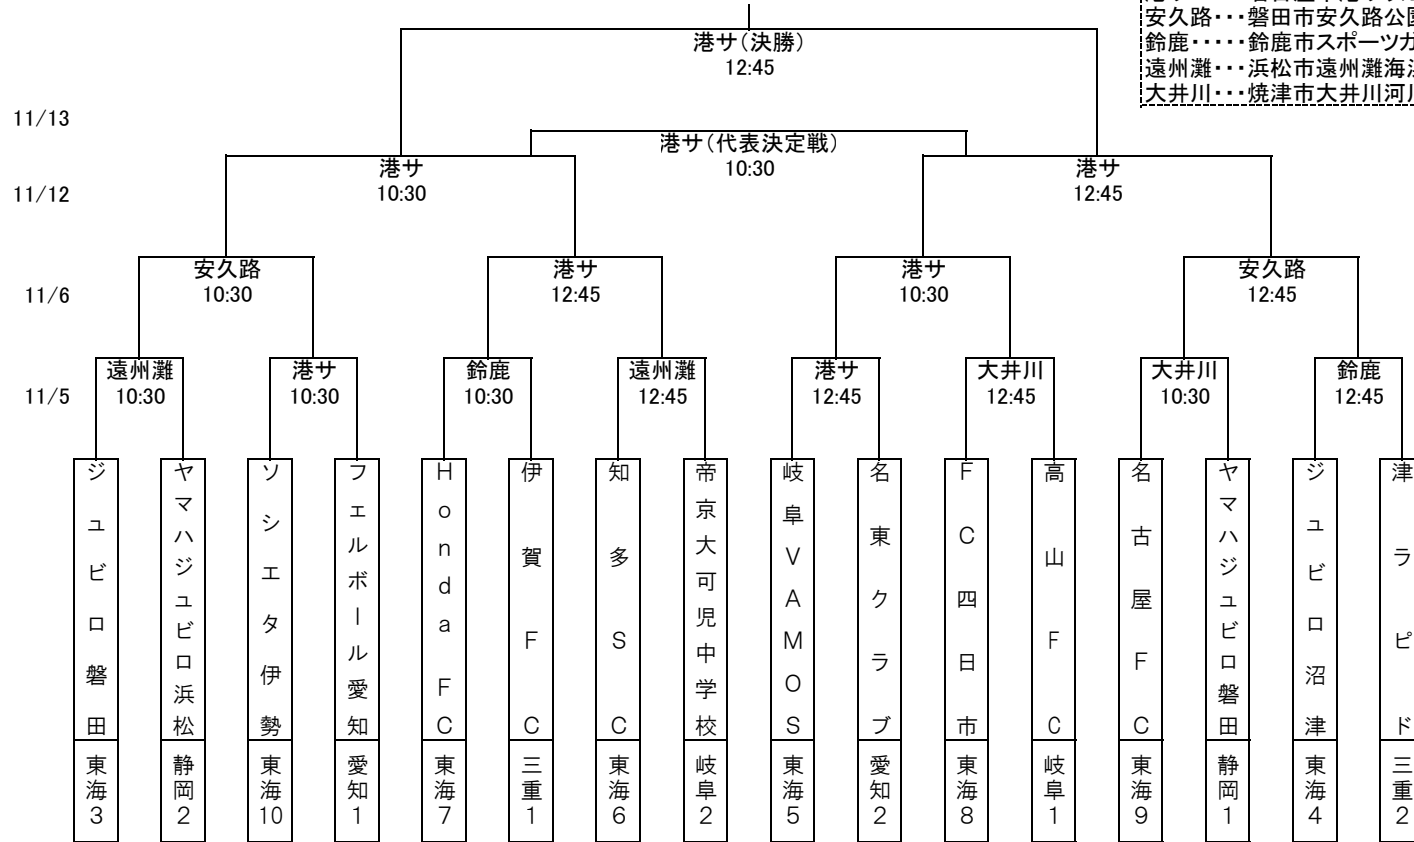 安久路・・・磐田市安久路公
鈴鹿・・・・・鈴鹿市スポーツ
遠州灘・・・浜松市遠州灘海
大井川・・・焼津市大井川河
港サ（決勝）
12:45
11/13
港サ（代表決定戦）
10:30
港サ
10:30
港サ
12:45
11/12
安久路
10:30
港サ
12:45
港サ
10:30
安久路
12:45
11/6
遠州灘
10:30
港サ
10:30
鈴鹿
10:30
遠州灘
12:45
港サ
12:45
大井川
12:45
大井川
10:30
鈴鹿
12:45
11/5
ジュビロ磐田
ヤマハジュビロ浜松
ソシエタ伊勢
フェルボール愛知
Honda FC
伊賀FC
知多SC
帝京大可児中学校
岐阜VAMOS
名東クラブ
FC四日市
高山FC
名古屋FC
ヤマハジュビロ磐田
ジュビロ沼津
津ラピド
東海3
静岡2
東海10
愛知1
東海7
三重1
東海6
岐阜2
東海5
愛知2
東海8
岐阜1
東海9
静岡1
東海4
三重2